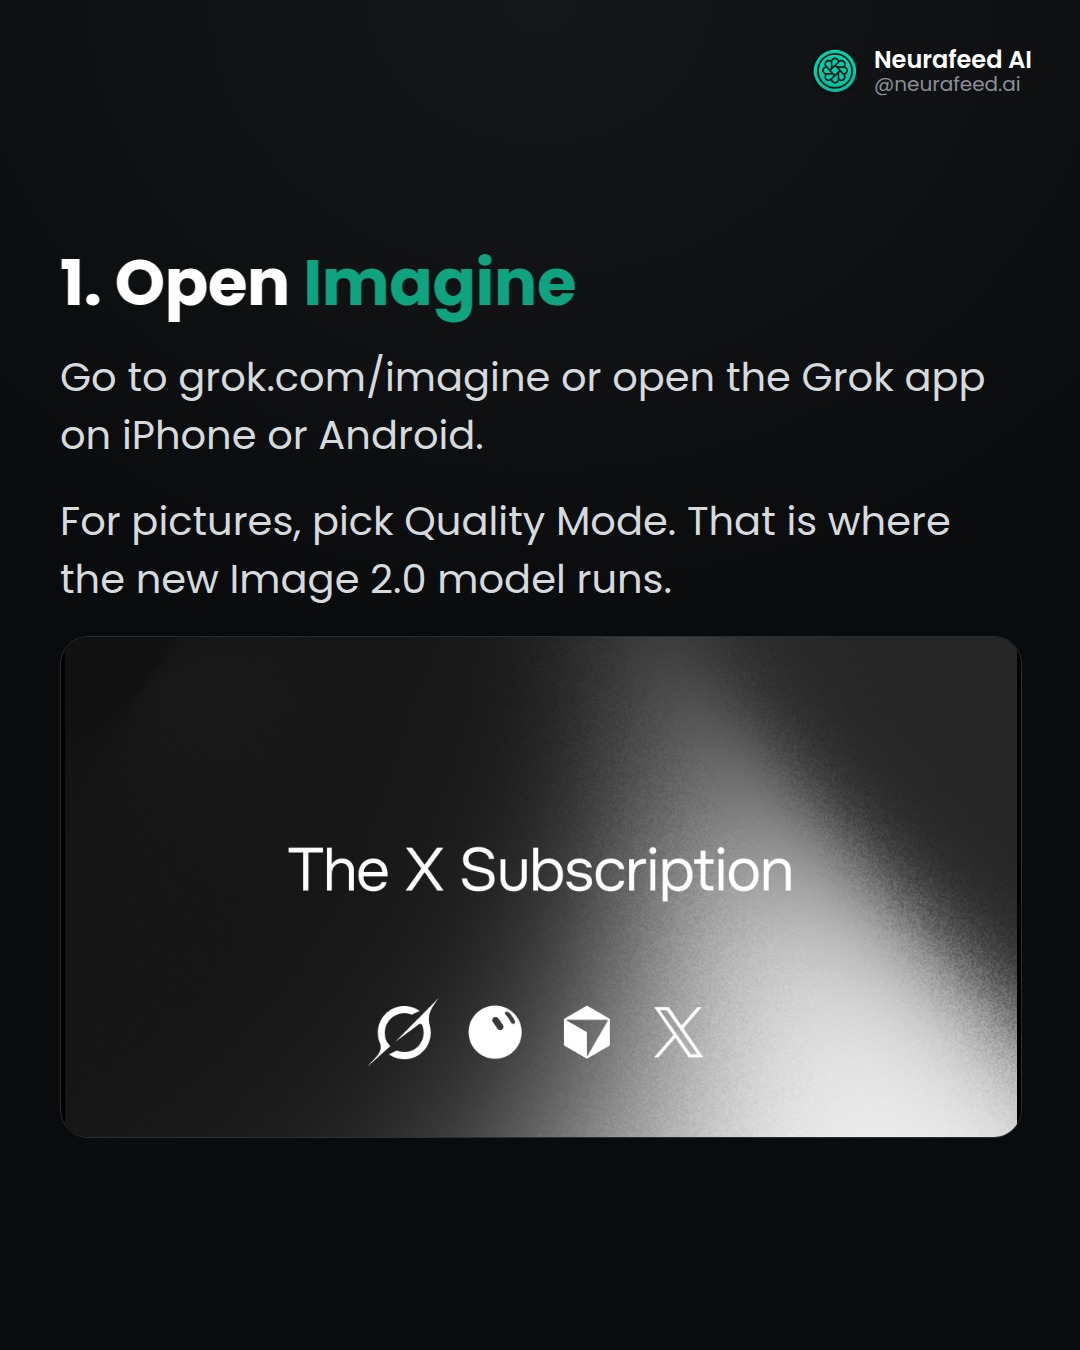 Neurafeed AI
@neurafeed.ai
1. Open Imagine
Go to grok.com/imagine or open the Grok app
on iPhone or Android.
For pictures, pick Quality Mode. That is where
the new Image 2.0 model runs.
The X Subscription